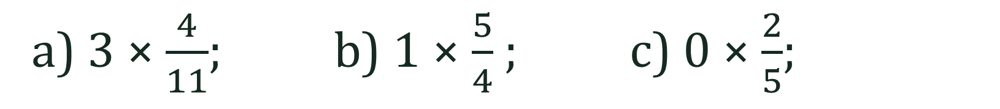 a) 3 × 4/11; b) 1 × 5/4 ; c) 0 × 2/5;